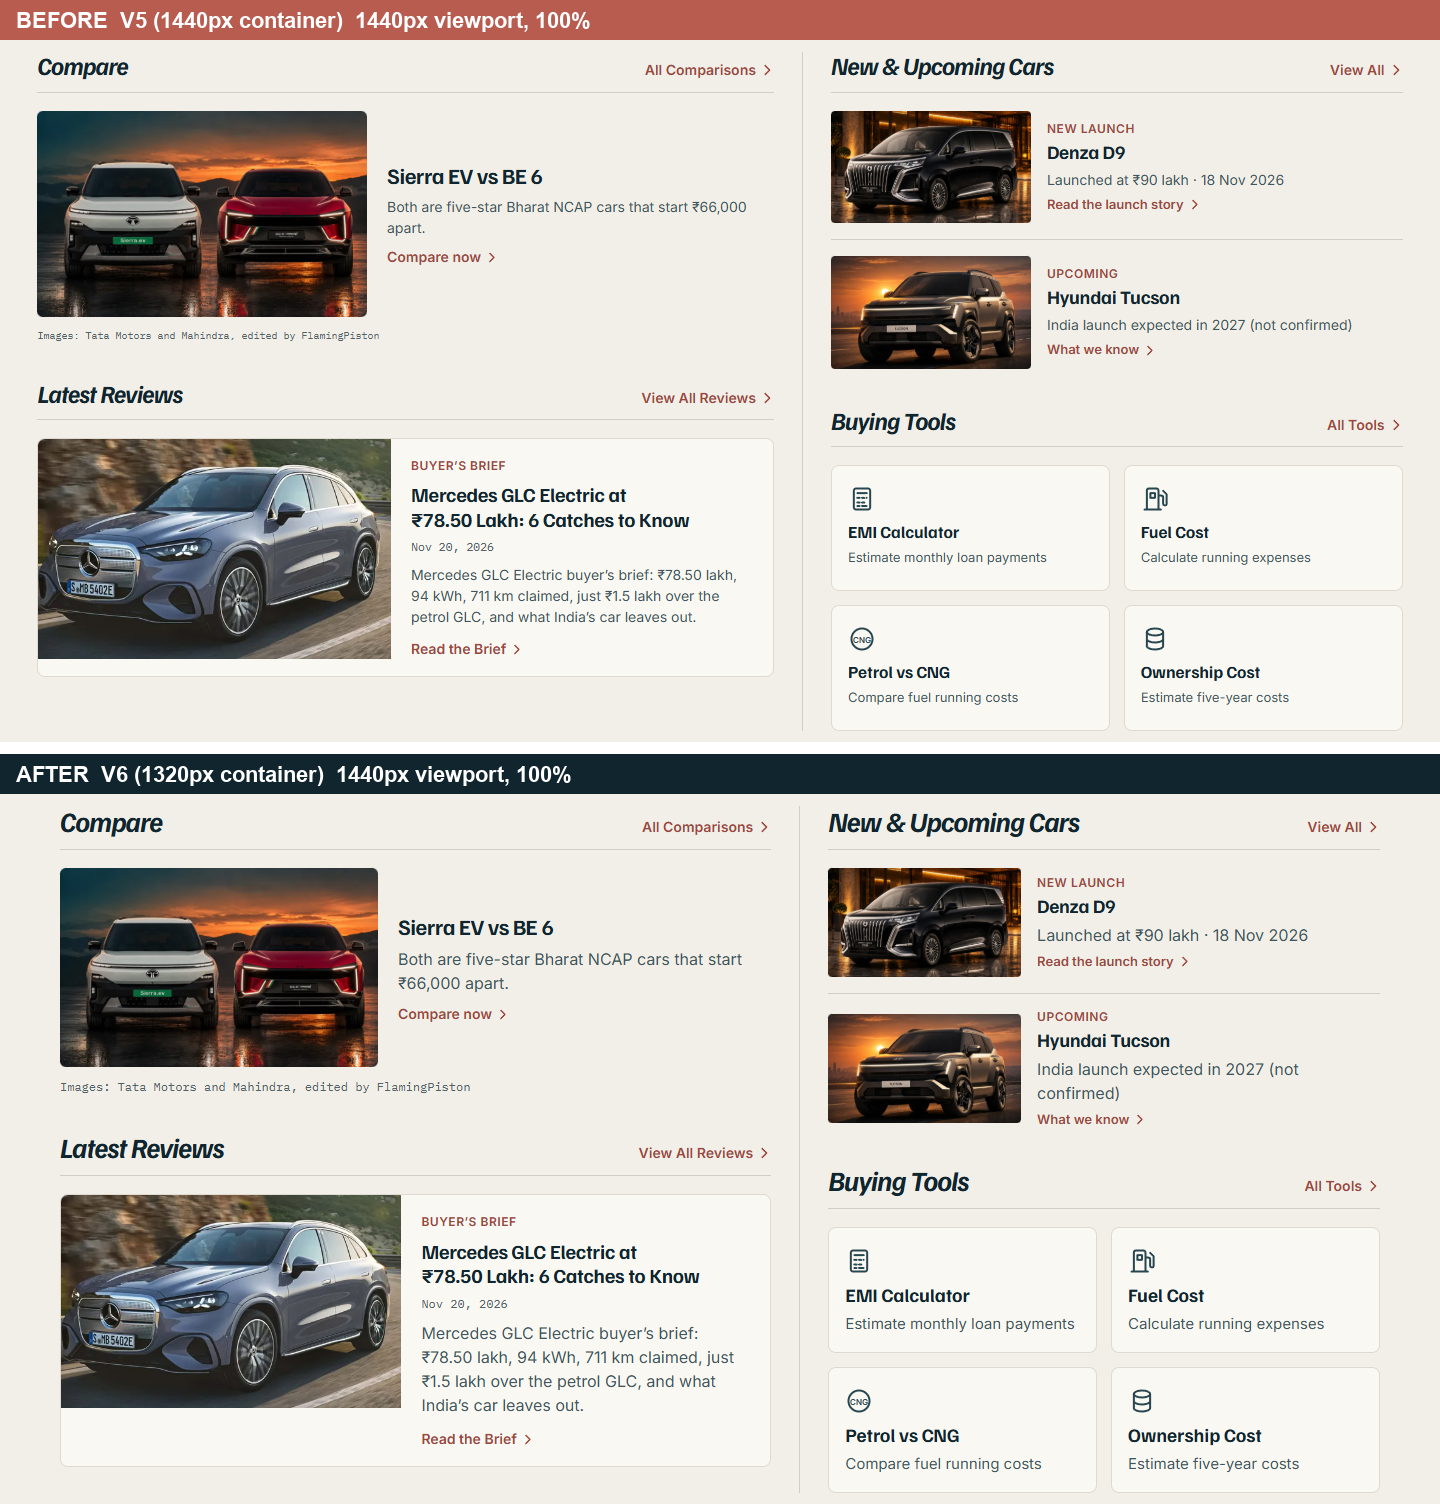 BEFORE  V5 (1440px container)  1440px viewport, 100%
Compare
All Comparisons
Sierra.ev
Sierra EV vs BE 6
Both are five-star Bharat NCAP cars that start ₹66,000
apart.
Compare now
Images: Tata Motors and Mahindra, edited by FlamingPiston
Latest Reviews
View All Reviews
S MB 5402E
BUYER’S BRIEF
Mercedes GLC Electric at
₹78.50 Lakh: 6 Catches to Know
Nov 20, 2026
Mercedes GLC Electric buyer’s brief: ₹78.50 lakh,
94 kWh, 711 km claimed, just ₹1.5 lakh over the
petrol GLC, and what India’s car leaves out.
Read the Brief
New & Upcoming Cars
View All
NEW LAUNCH
Denza D9
Launched at ₹90 lakh · 18 Nov 2026
Read the launch story
UPCOMING
Hyundai Tucson
India launch expected in 2027 (not confirmed)
What we know
Buying Tools
All Tools
EMI Calculator
Estimate monthly loan payments
Fuel Cost
Calculate running expenses
CNG
Petrol vs CNG
Compare fuel running costs
Ownership Cost
Estimate five-year costs
AFTER  V6 (1320px container)  1440px viewport, 100%
Compare
All Comparisons
Sierra.ev
Sierra EV vs BE 6
Both are five-star Bharat NCAP cars that start
₹66,000 apart.
Compare now
Images: Tata Motors and Mahindra, edited by FlamingPiston
Latest Reviews
View All Reviews
S MB 5402E
BUYER’S BRIEF
Mercedes GLC Electric at
₹78.50 Lakh: 6 Catches to Know
Nov 20, 2026
Mercedes GLC Electric buyer’s brief:
₹78.50 lakh, 94 kWh, 711 km claimed, just
₹1.5 lakh over the petrol GLC, and what
India’s car leaves out.
Read the Brief
New & Upcoming Cars
View All
NEW LAUNCH
Denza D9
Launched at ₹90 lakh · 18 Nov 2026
Read the launch story
UPCOMING
Hyundai Tucson
India launch expected in 2027 (not
confirmed)
What we know
Buying Tools
All Tools
EMI Calculator
Estimate monthly loan payments
Fuel Cost
Calculate running expenses
CNG
Petrol vs CNG
Compare fuel running costs
Ownership Cost
Estimate five-year costs